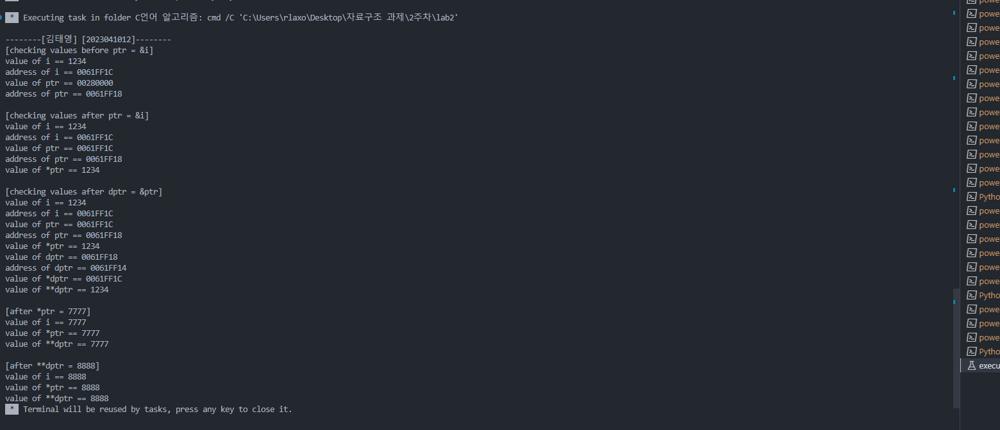 * Executing task in folder C언어 알고리즘: cmd /C 'C:\Users\rlaxo\Desktop\자료구조 과제\2주차\lab2'
--------[김태영] [2023041012]--------
[checking values before ptr = &i]
value of i == 1234
address of i == 0061FF1C
value of ptr == 00280000
address of ptr == 0061FF18
[checking values after ptr = &i]
value of i == 1234
address of i == 0061FF1C
value of ptr == 0061FF1C
address of ptr == 0061FF18
value of *ptr == 1234
[checking values after dptr = &ptr]
value of i == 1234
address of i == 0061FF1C
value of ptr == 0061FF1C
address of ptr == 0061FF18
value of *ptr == 1234
value of dptr == 0061FF18
address of dptr == 0061FF14
value of *dptr == 0061FF1C
value of **dptr == 1234
[after *ptr = 7777]
value of i == 7777
value of *ptr == 7777
value of **dptr == 7777
[after **dptr = 8888]
value of i == 8888
value of *ptr == 8888
value of **dptr == 8888
* Terminal will be reused by tasks, press any key to close it.
powe
powe
powe
powe
powe
powe
powe
powe
powe
powe
powe
powe
powe
Pytho
powe
powe
powe
powe
powe
powe
Pytho
powe
powe
powe
Pytho
execu